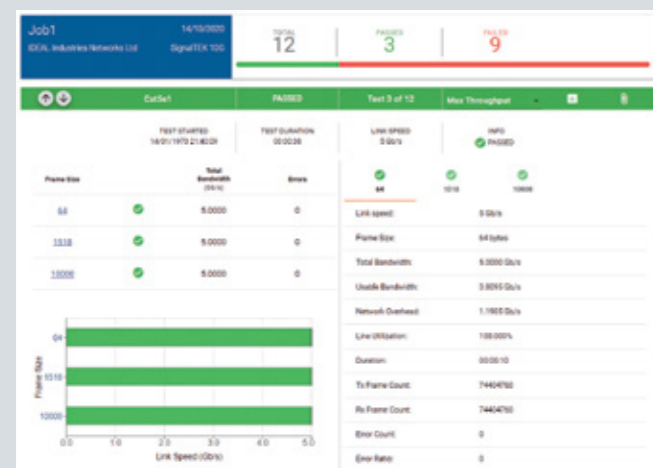 Job1 14/10/2020
IDEAL Industries Networks Ltd SignalTEK 10G
TOTAL PASSED FAILED
12 3 9
Cat5e1 PASSED Test 3 of 12 Max Throughput
TEST STARTED TEST DURATION LINK SPEED INFO
14/01/1970 21:40:09 00:00:38 5 Gb/s PASSED
Frame Size Total Bandwidth (Gb/s) Errors
64 5.0000 0
1518 5.0000 0
10000 5.0000 0
64 1518 10000
Link speed: 5 Gb/s
Frame Size: 64 bytes
Total Bandwidth: 5.0000 Gb/s
Usable Bandwidth: 3.8095 Gb/s
Network Overhead: 1.1905 Gb/s
Line Utilisation: 100.000%
Duration: 00:00:10
Tx Frame Count: 74404760
Rx Frame Count: 74404760
Error Count: 0
Error Ratio: 0
Frame Size
64
1518
10000
0.0 1.0 2.0 3.0 4.0 5.0
Link Speed (Gb/s)